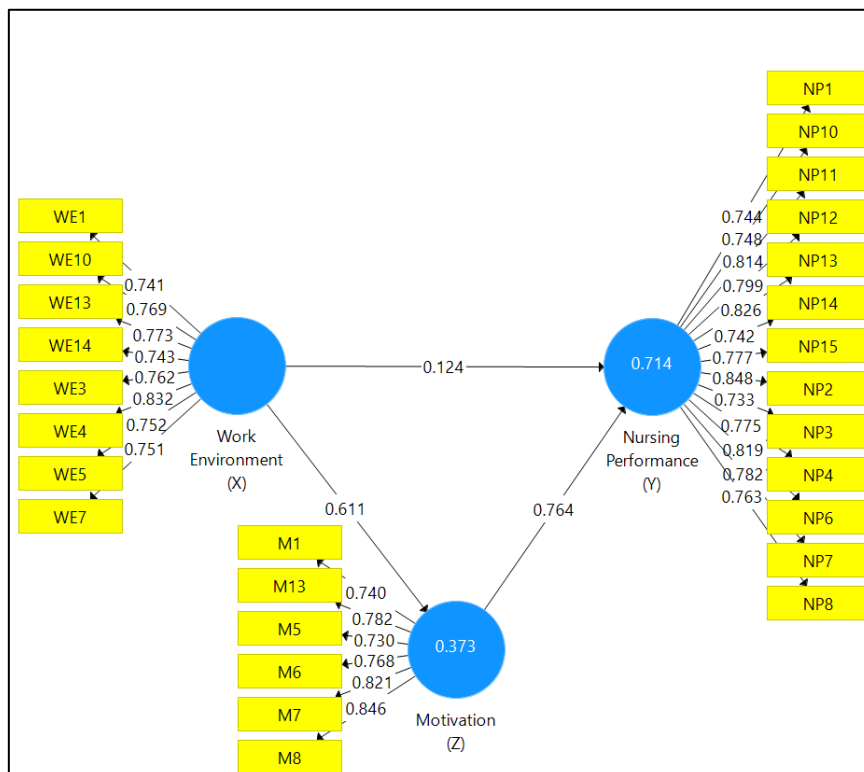 WE1
WE10
WE13
WE14
WE3
WE4
WE5
WE7
0.741
0.769
0.773
0.743
0.762
0.832
0.752
0.751
Work
Environment
(X)
0.124
0.611
0.764
M1
M13
M5
M6
M7
M8
0.740
0.782
0.730
0.768
0.821
0.846
0.373
Motivation
(Z)
0.714
Nursing
Performance
(Y)
0.744
0.748
0.814
0.799
0.826
0.742
0.777
0.848
0.733
0.775
0.819
0.782
0.763
NP1
NP10
NP11
NP12
NP13
NP14
NP15
NP2
NP3
NP4
NP6
NP7
NP8